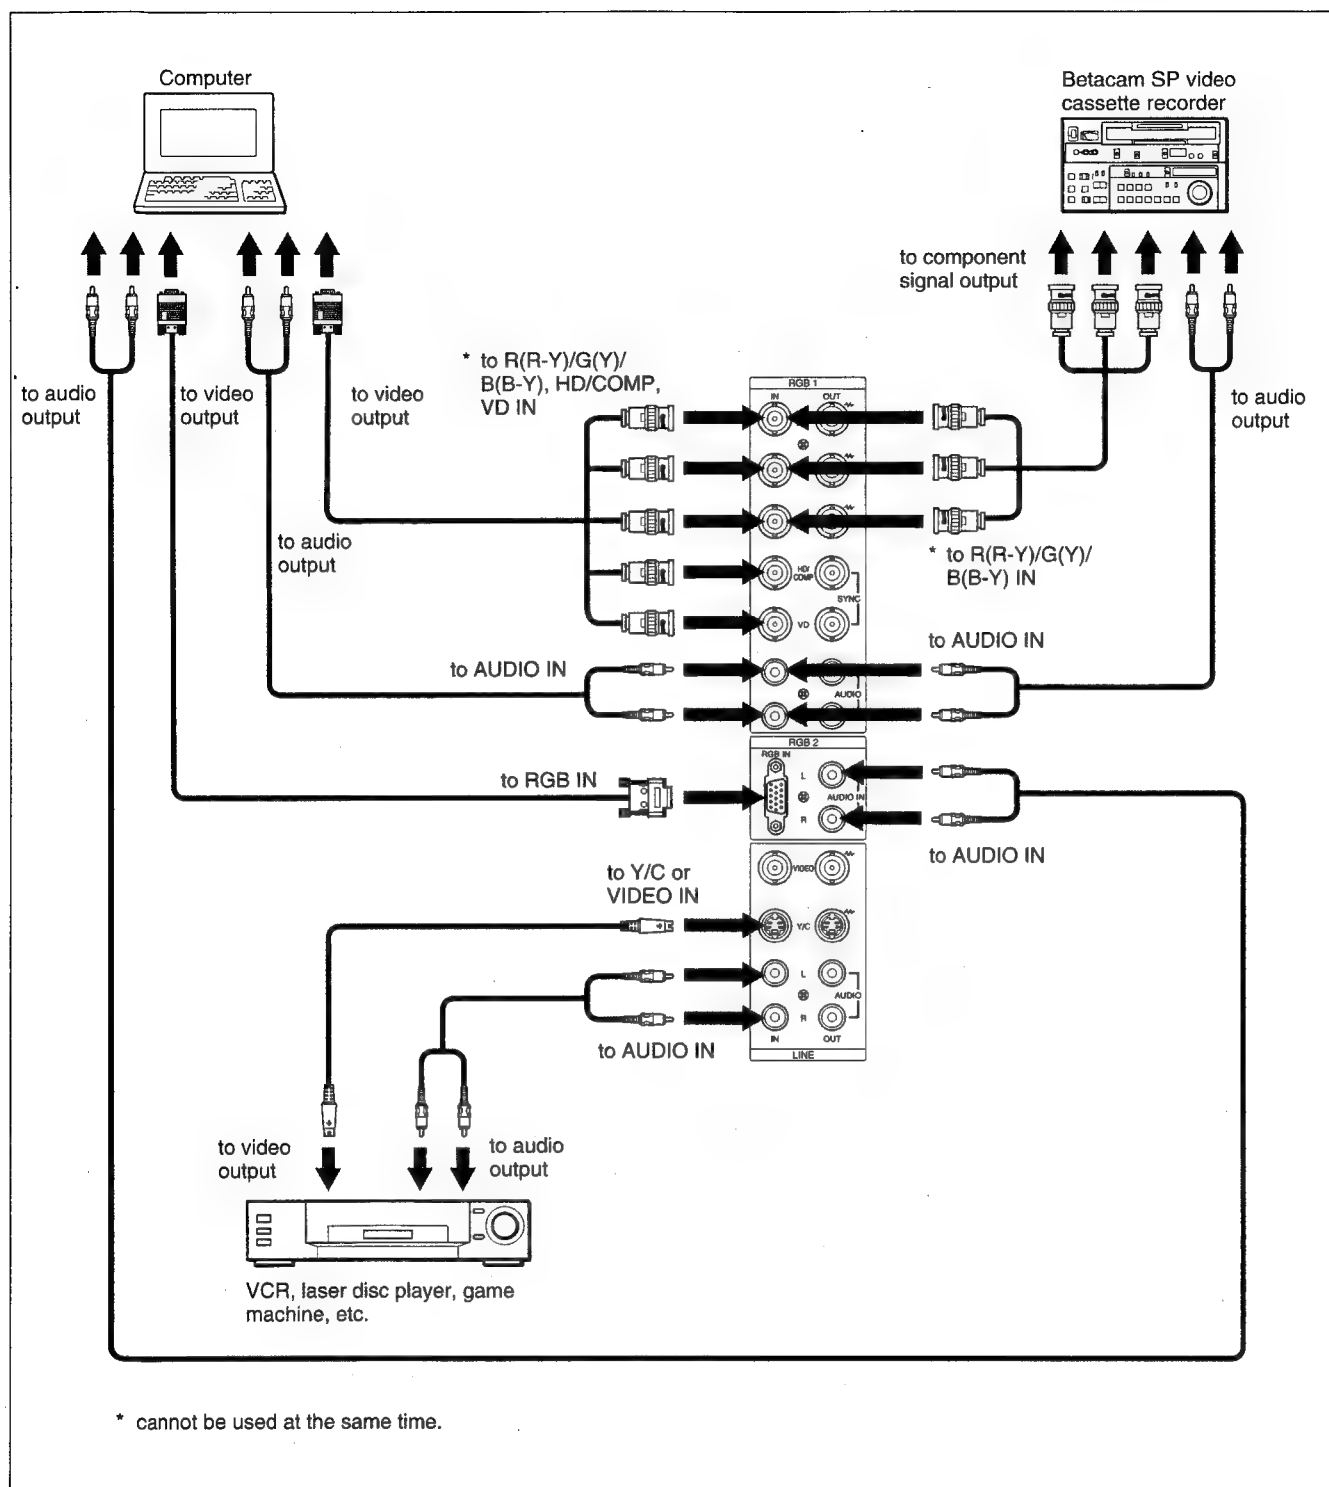 Computer
Betacam SP video
cassette recorder
to component
signal output
* to R(R-Y)/G(Y)/
B(B-Y), HD/COMP,
VD IN
to audio
output
to video
output
to video
output
to audio
output
RGB 1
IN OUT
to audio
output
* to R(R-Y)/G(Y)/
B(B-Y) IN
HD/
COMP
SYNC
VD
to AUDIO IN
to AUDIO IN
AUDIO
RGB 2
RGB IN
to RGB IN
L
AUDIO IN
R
to AUDIO IN
to Y/C or
VIDEO IN
VIDEO
Y/C
L
AUDIO
R
to AUDIO IN
IN OUT
LINE
to video
output
to audio
output
VCR, laser disc player, game
machine, etc.
* cannot be used at the same time.